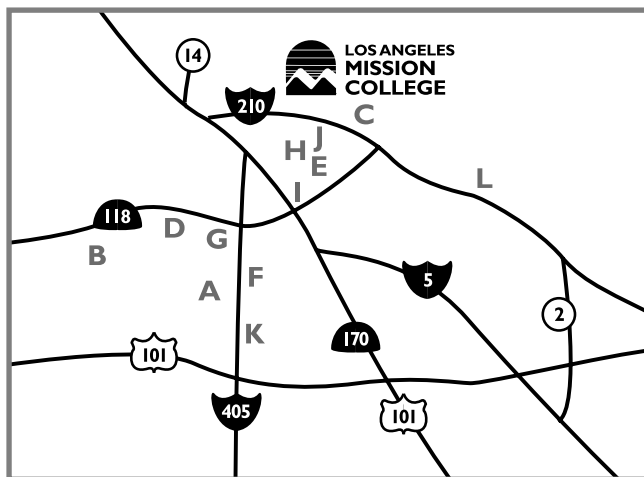 14
LOS ANGELES
MISSION
COLLEGE
210
C
J
H
E
L
I
118
D
G
B
F
5
A
2
K
170
101
405
101